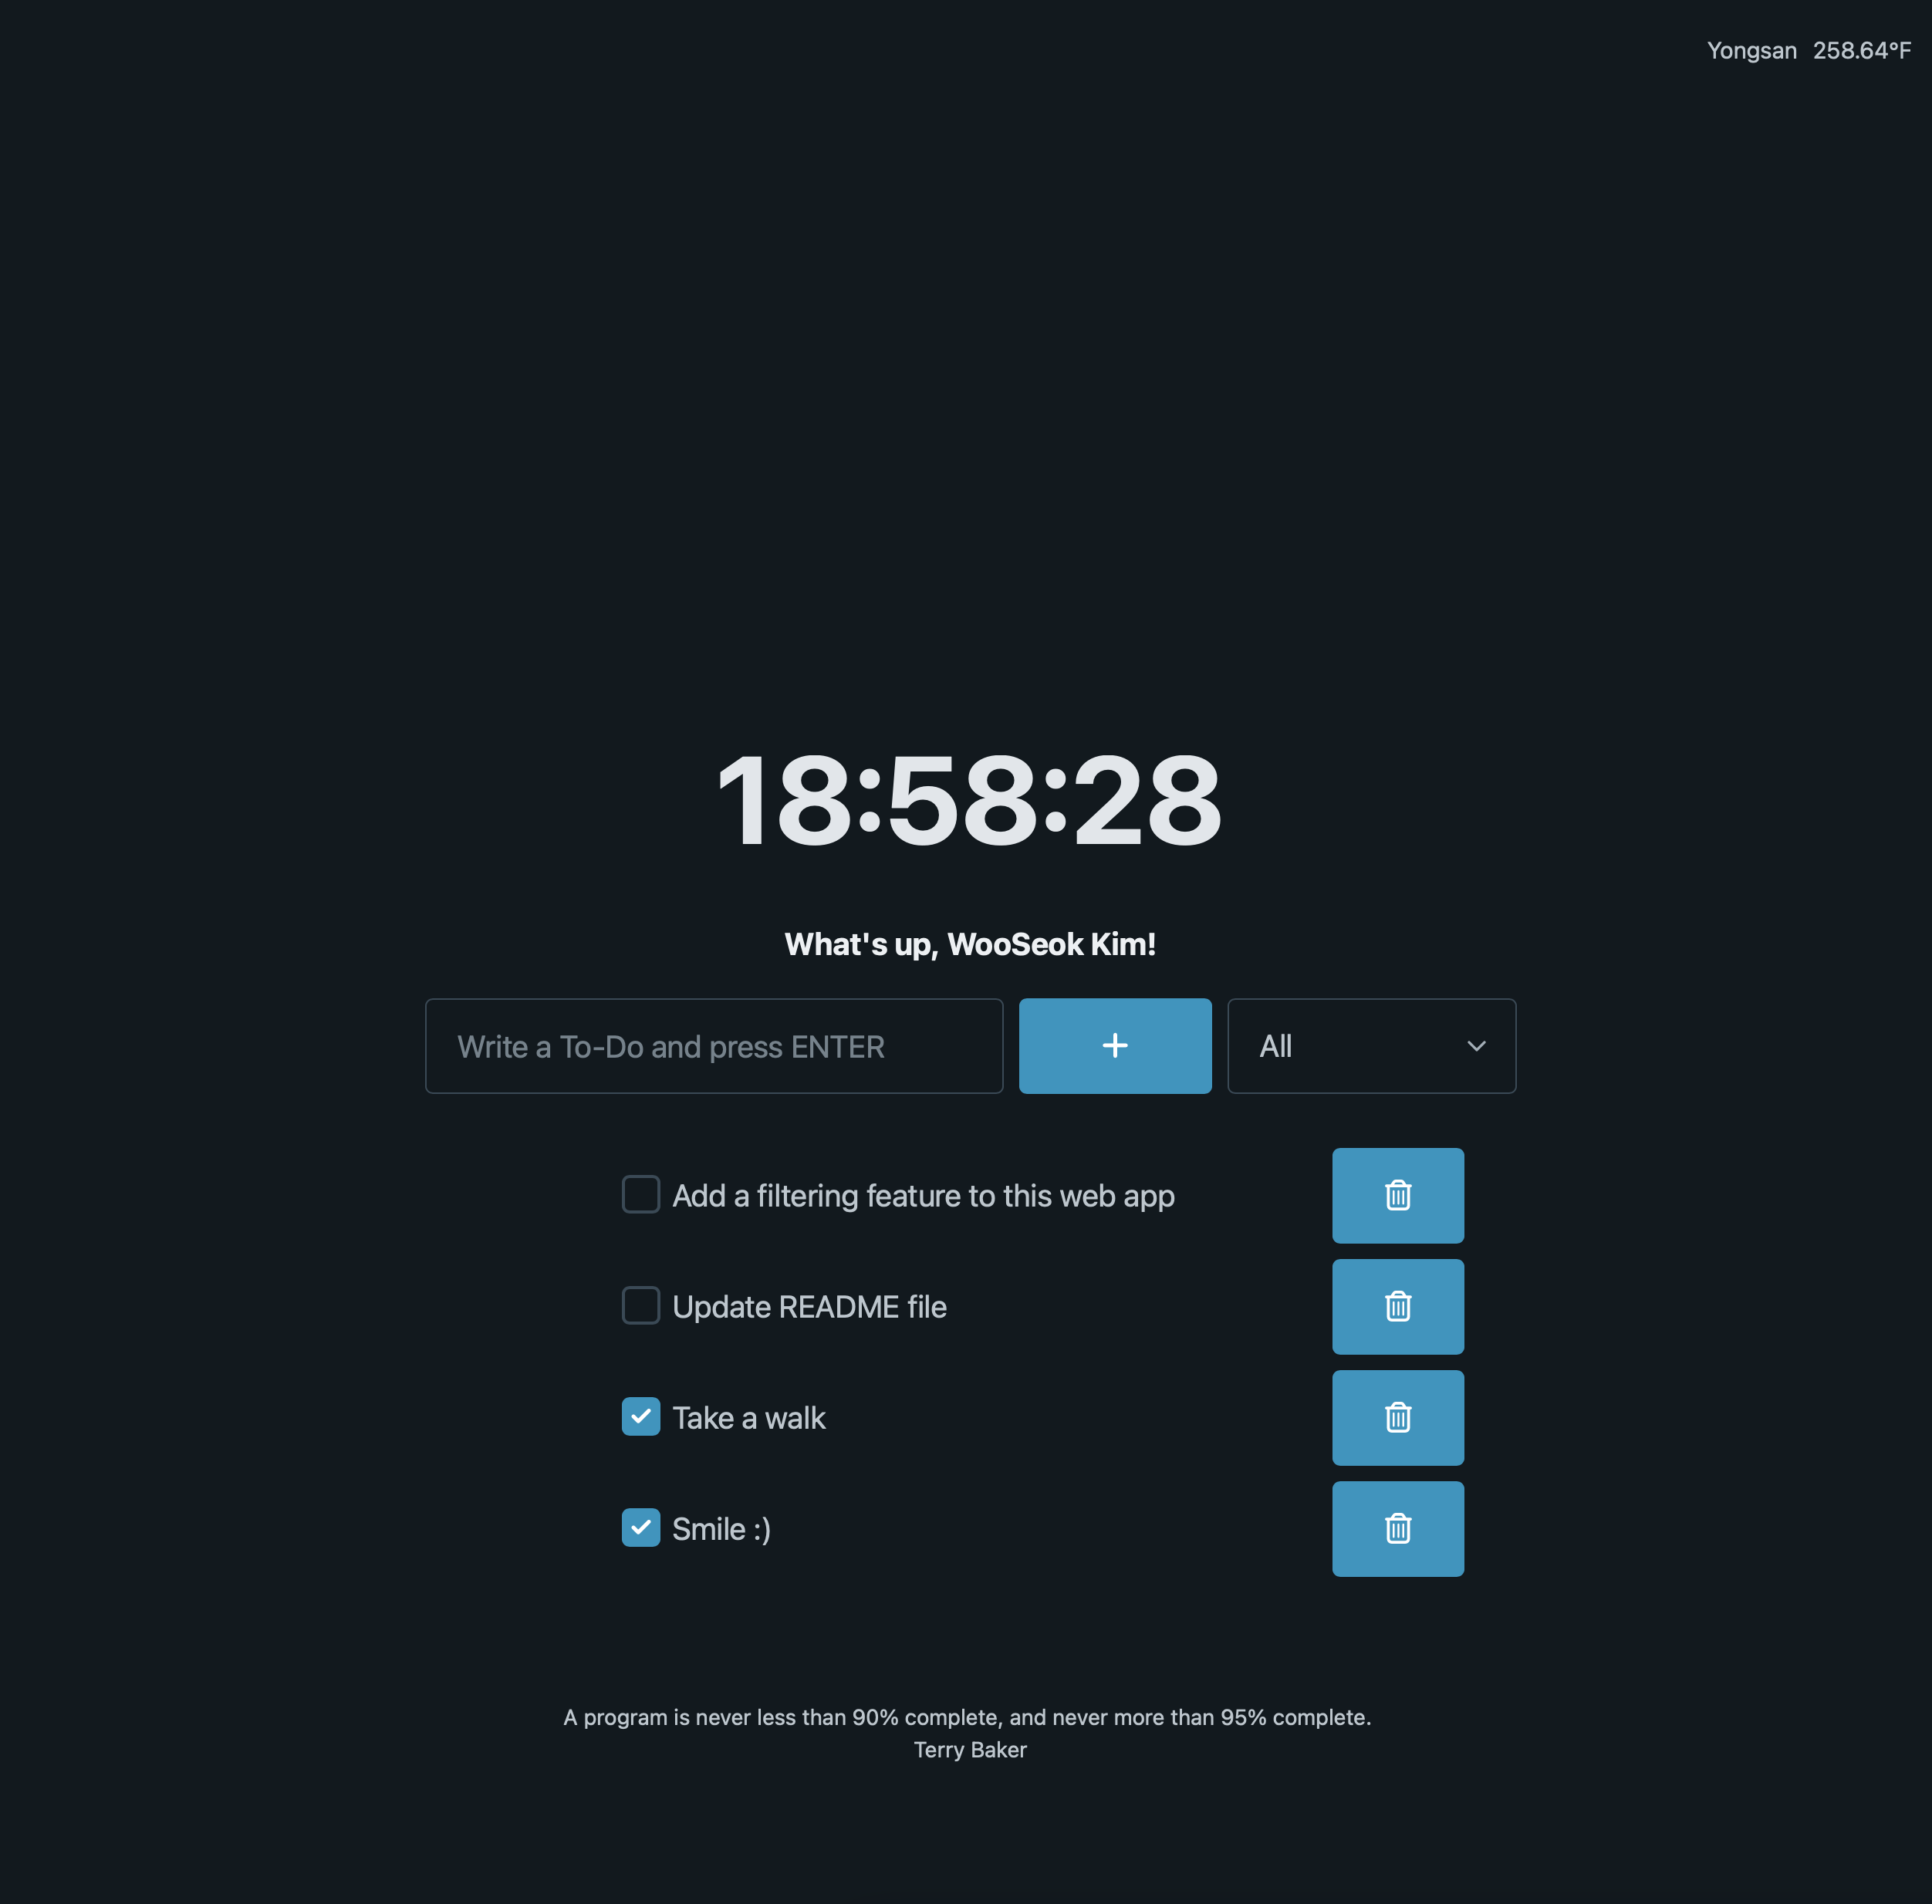 Yongsan 258.64°F
18:58:28
What's up, WooSeok Kim!
Write a To-Do and press ENTER
+
All
Add a filtering feature to this web app
Update README file
Take a walk
Smile :)
A program is never less than 90% complete, and never more than 95% complete.
Terry Baker